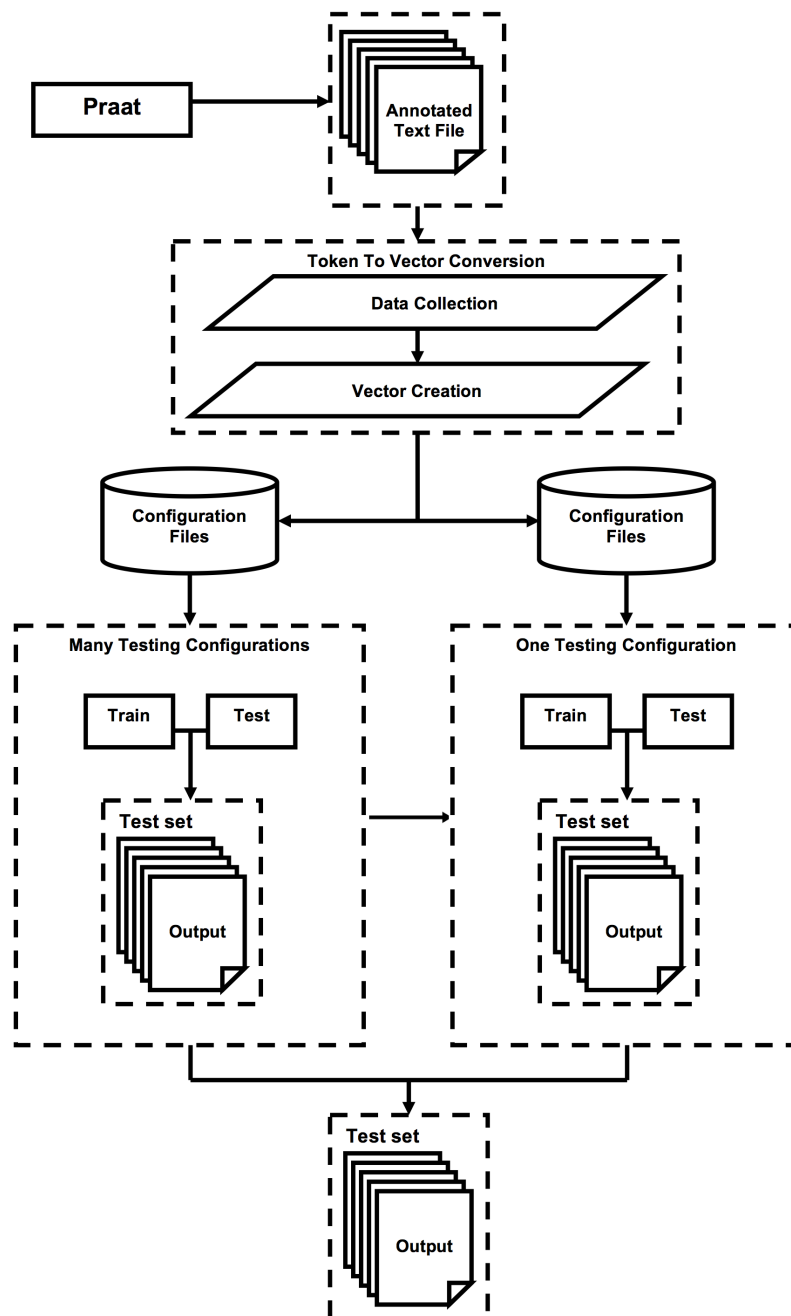 Praat
Annotated
Text File
Token To Vector Conversion
Data Collection
Vector Creation
Configuration
Files
Configuration
Files
Many Testing Configurations
Train
Test
Test set
Output
One Testing Configuration
Train
Test
Test set
Output
Test set
Output